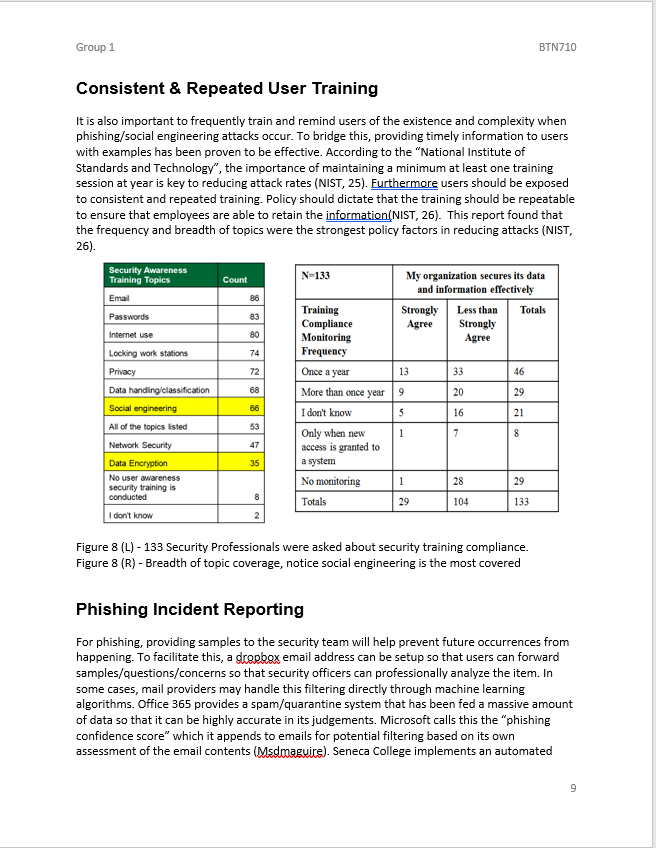 Group 1 BTN710
Consistent & Repeated User Training
It is also important to frequently train and remind users of the existence and complexity when
phishing/social engineering attacks occur. To bridge this, providing timely information to users
with examples has been proven to be effective. According to the “National Institute of
Standards and Technology”, the importance of maintaining a minimum at least one training
session at year is key to reducing attack rates (NIST, 25). Furthermore users should be exposed
to consistent and repeated training. Policy should dictate that the training should be repeatable
to ensure that employees are able to retain the information(NIST, 26).  This report found that
the frequency and breadth of topics were the strongest policy factors in reducing attacks (NIST,
26).
Security Awareness
Training Topics Count
Email 86
Passwords 83
Internet use 80
Locking work stations 74
Privacy 72
Data handling/classification 68
Social engineering 66
All of the topics listed 53
Network Security 47
Data Encryption 35
No user awareness
security training is
conducted 8
I don't know 2
N=133 My organization secures its data
and information effectively
Training Strongly Less than Totals
Compliance Agree Strongly
Monitoring Agree
Frequency
Once a year 13 33 46
More than once year 9 20 29
I don't know 5 16 21
Only when new 1 7 8
access is granted to
a system
No monitoring 1 28 29
Totals 29 104 133
Figure 8 (L) - 133 Security Professionals were asked about security training compliance.
Figure 8 (R) - Breadth of topic coverage, notice social engineering is the most covered
Phishing Incident Reporting
For phishing, providing samples to the security team will help prevent future occurrences from
happening. To facilitate this, a dropbox email address can be setup so that users can forward
samples/questions/concerns so that security officers can professionally analyze the item. In
some cases, mail providers may handle this filtering directly through machine learning
algorithms. Office 365 provides a spam/quarantine system that has been fed a massive amount
of data so that it can be highly accurate in its judgements. Microsoft calls this the “phishing
confidence score” which it appends to emails for potential filtering based on its own
assessment of the email contents (Msdmaguire). Seneca College implements an automated
9